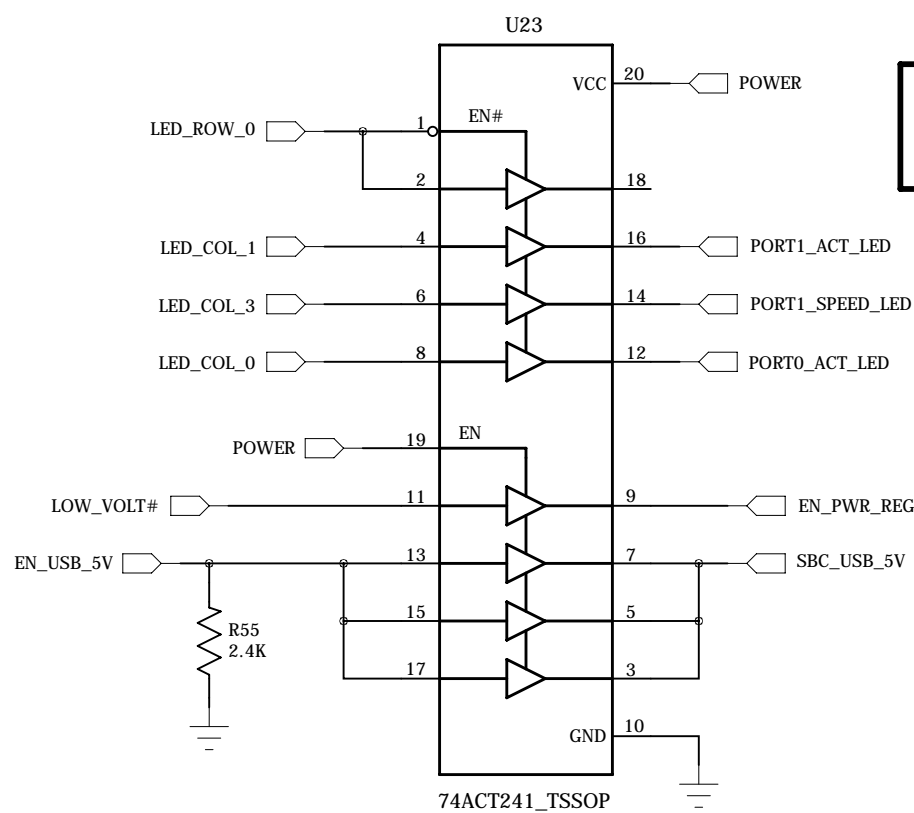 U23
VCC 20 POWER
LED_ROW_0 1 EN#
2 18
LED_COL_1 4 16 PORT1_ACT_LED
LED_COL_3 6 14 PORT1_SPEED_LED
LED_COL_0 8 12 PORT0_ACT_LED
POWER 19 EN
LOW_VOLT# 11 9 EN_PWR_REG
EN_USB_5V 13 7 SBC_USB_5V
15 5
R55
2.4K
17 3
GND 10
74ACT241_TSSOP